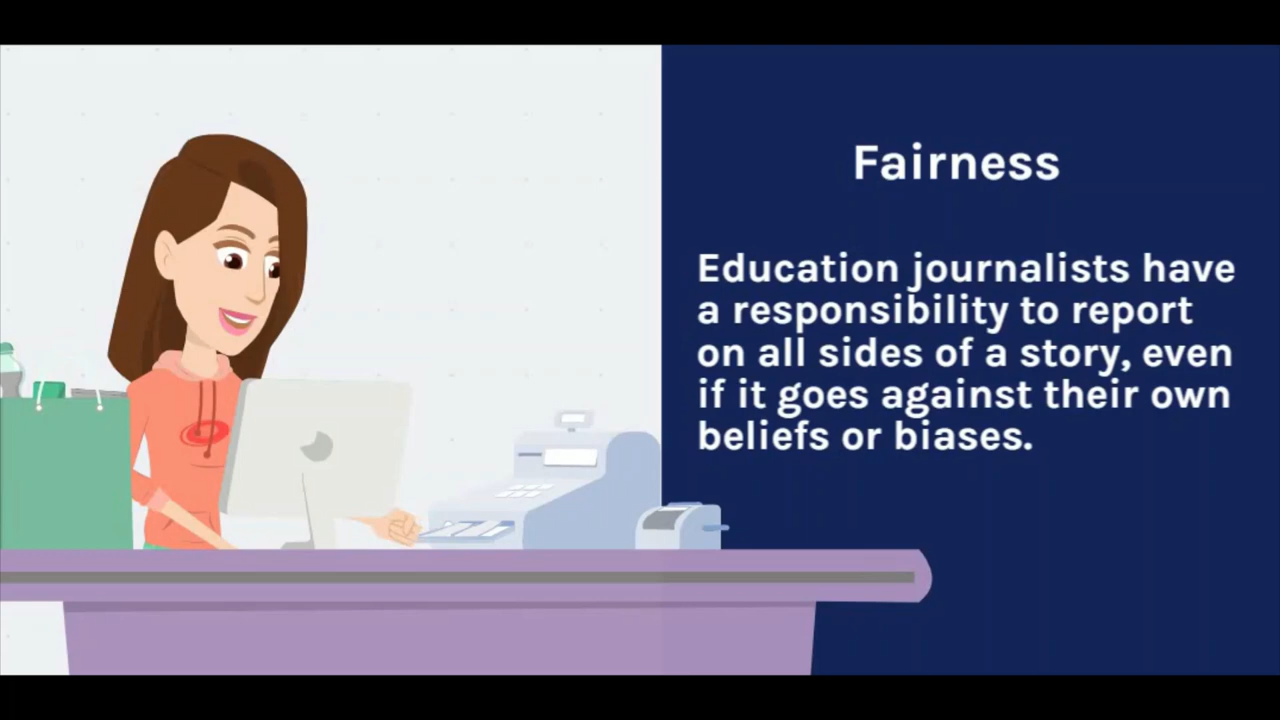 Fairness
Education journalists have
a responsibility to report
on all sides of a story, even
if it goes against their own
beliefs or biases.